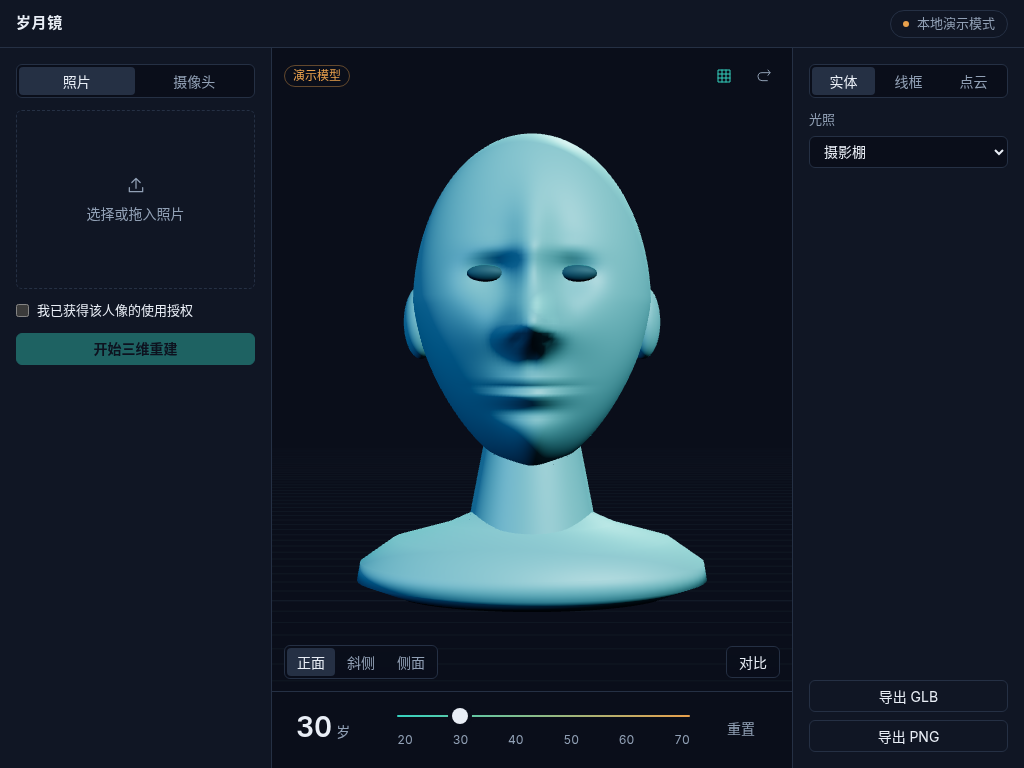 岁月镜
本地演示模式
照片 摄像头
选择或拖入照片
我已获得该人像的使用授权
开始三维重建
演示模型
正面 斜侧 侧面
对比
30 岁
20 30 40 50 60 70
重置
实体 线框 点云
光照
摄影棚
导出 GLB
导出 PNG